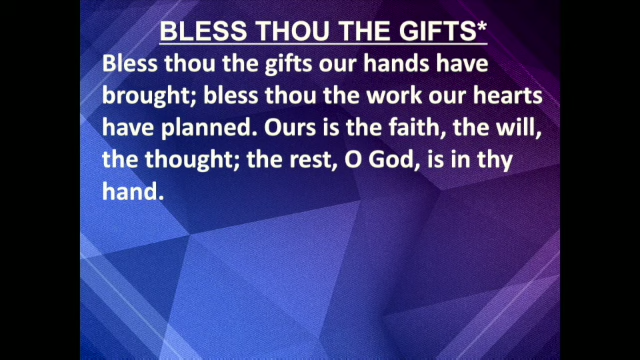 BLESS THOU THE GIFTS*
Bless thou the gifts our hands have
brought; bless thou the work our hearts
have planned. Ours is the faith, the will,
the thought; the rest, O God, is in thy
hand.